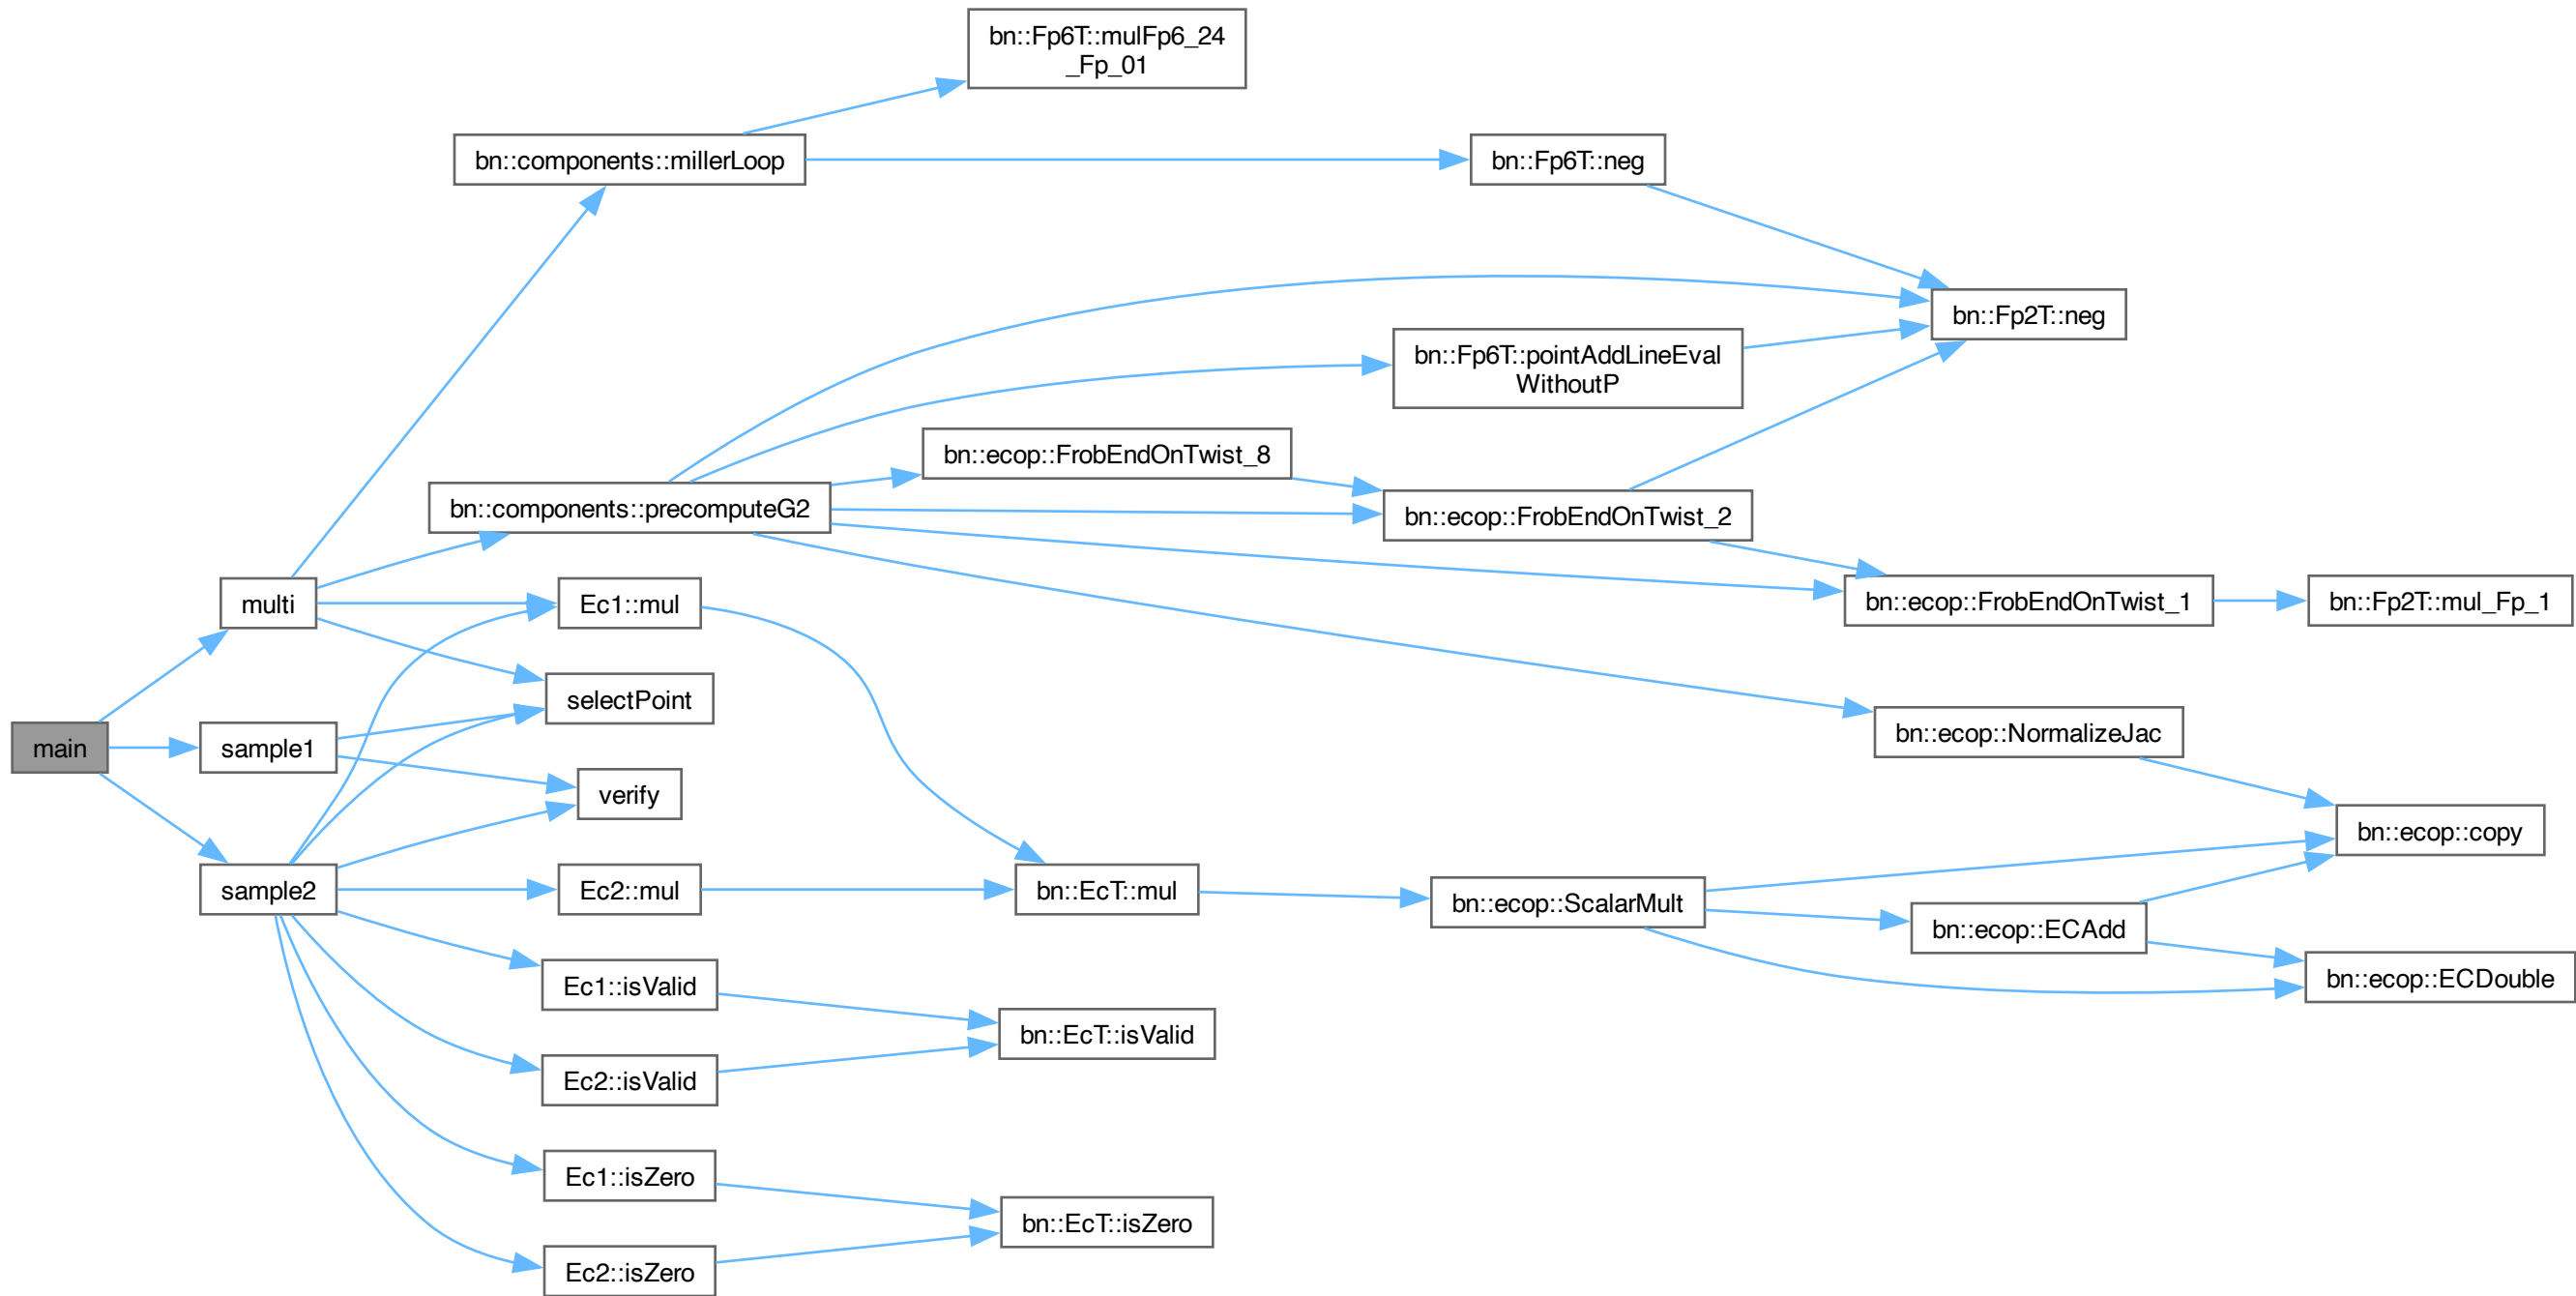 bn::Fp6T::mulFp6_24
_Fp_01
bn::components::millerLoop
bn::Fp6T::neg
bn::Fp2T::neg
bn::Fp6T::pointAddLineEval
WithoutP
bn::ecop::FrobEndOnTwist_8
bn::components::precomputeG2
bn::ecop::FrobEndOnTwist_2
multi
Ec1::mul
bn::ecop::FrobEndOnTwist_1
bn::Fp2T::mul_Fp_1
selectPoint
bn::ecop::NormalizeJac
main
sample1
verify
bn::ecop::copy
sample2
Ec2::mul
bn::EcT::mul
bn::ecop::ScalarMult
bn::ecop::ECAdd
bn::ecop::ECDouble
Ec1::isValid
bn::EcT::isValid
Ec2::isValid
Ec1::isZero
bn::EcT::isZero
Ec2::isZero